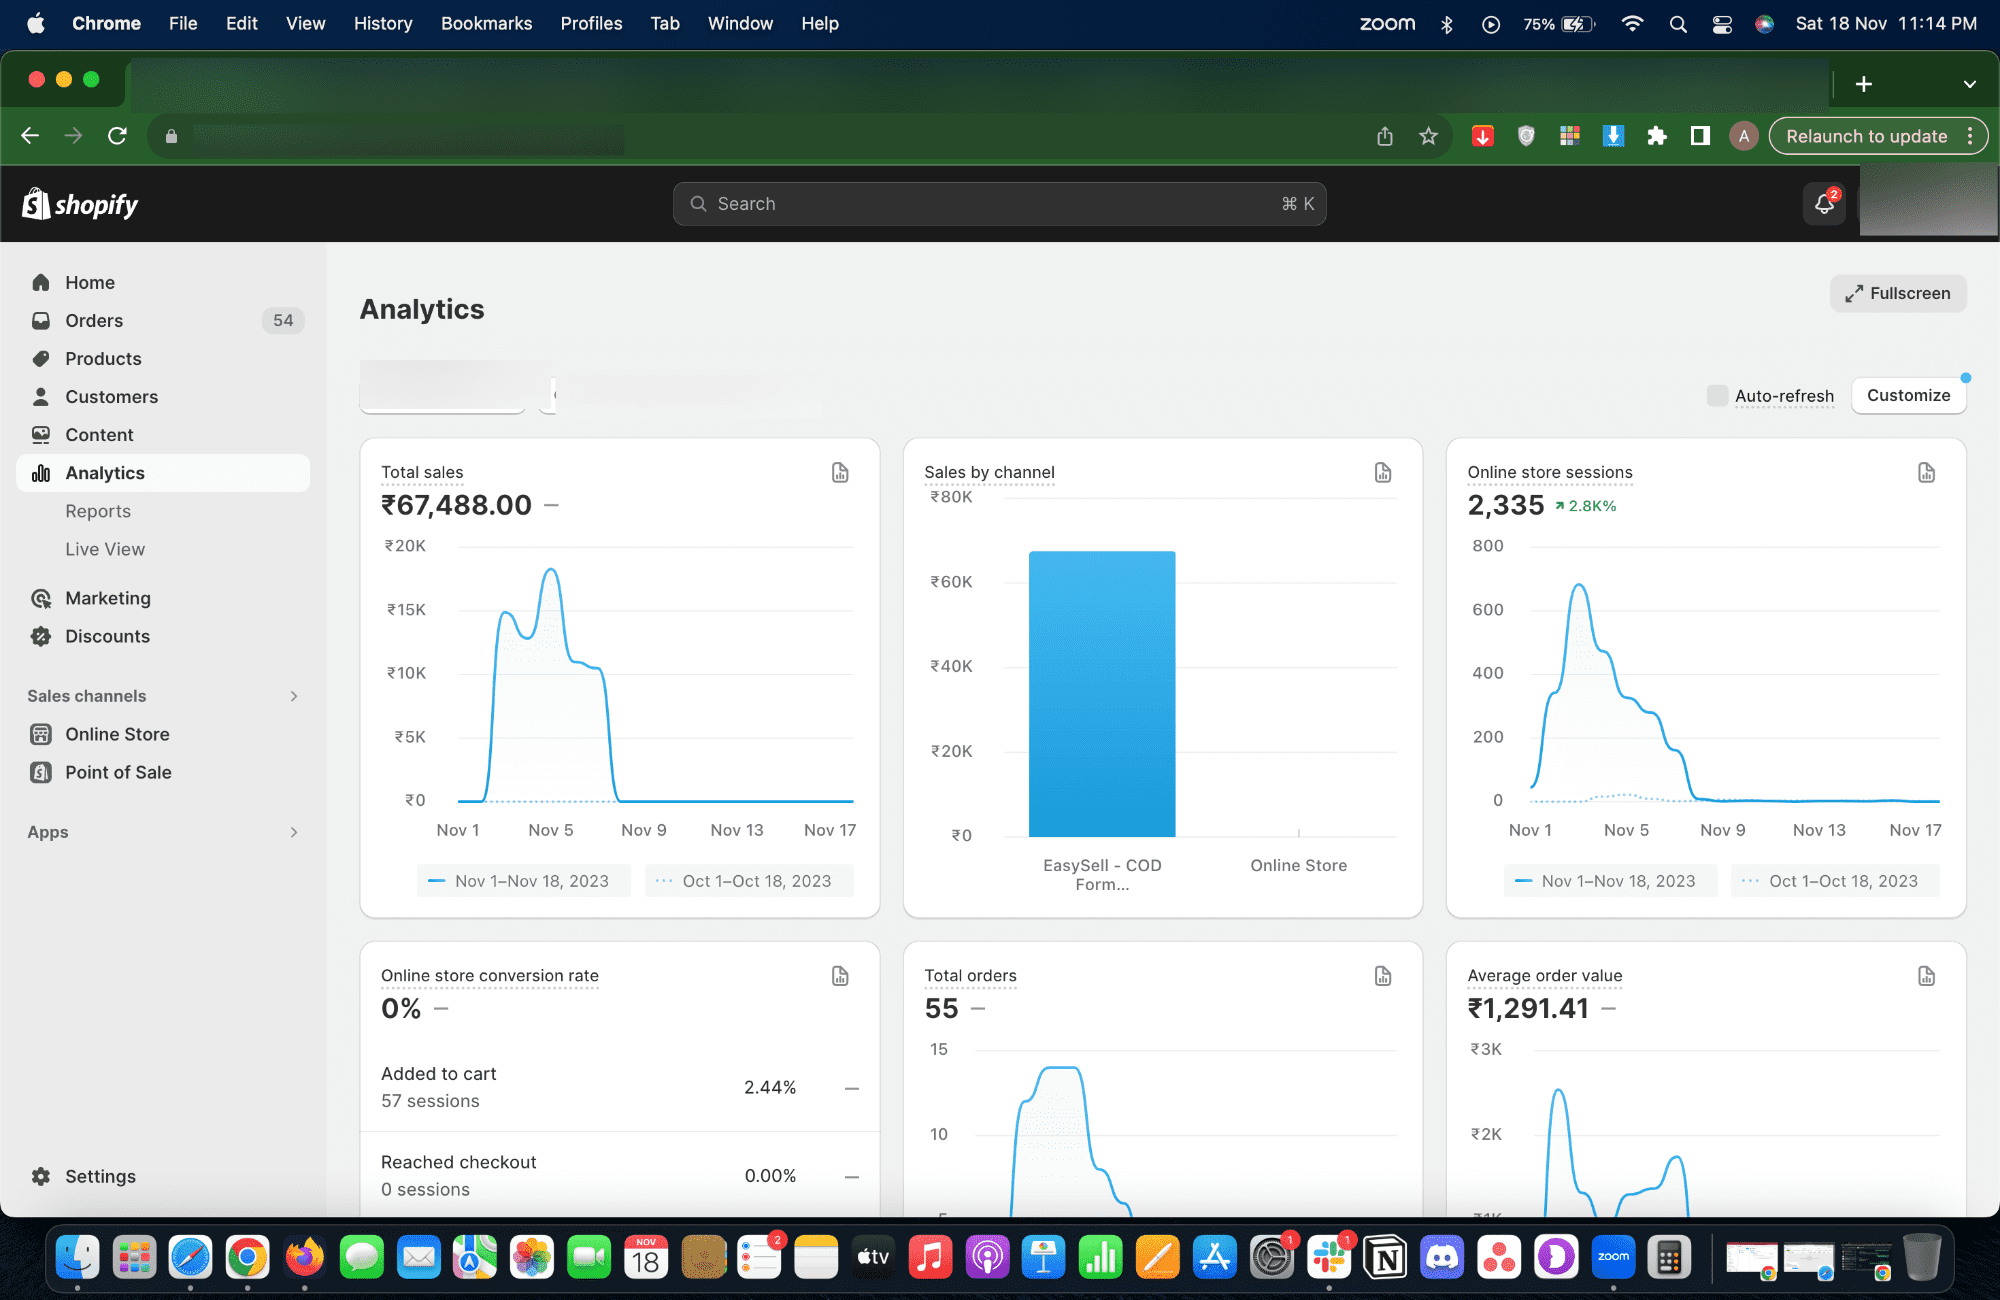 Chrome File Edit View History Bookmarks Profiles Tab Window Help zoom 75% Sat 18 Nov 11:14 PM
A Relaunch to update
shopify Search ⌘ K 2
Home
Orders 54
Products
Customers
Content
Analytics
Reports
Live View
Marketing
Discounts
Sales channels
Online Store
Point of Sale
Apps
Settings
Analytics
Fullscreen
Auto-refresh Customize
Total sales
₹67,488.00 —
₹20K
₹15K
₹10K
₹5K
₹0
Nov 1 Nov 5 Nov 9 Nov 13 Nov 17
Nov 1–Nov 18, 2023 Oct 1–Oct 18, 2023
Sales by channel
₹80K
₹60K
₹40K
₹20K
₹0
EasySell - COD Online Store
Form...
Online store sessions
2,335 2.8K%
800
600
400
200
0
Nov 1 Nov 5 Nov 9 Nov 13 Nov 17
Nov 1–Nov 18, 2023 Oct 1–Oct 18, 2023
Online store conversion rate
0% —
Added to cart
57 sessions
2.44% —
Reached checkout
0 sessions
0.00% —
Total orders
55 —
15
10
5
Average order value
₹1,291.41 —
₹3K
₹2K
₹1K
NOV
18
2
tv
1
1
zoom